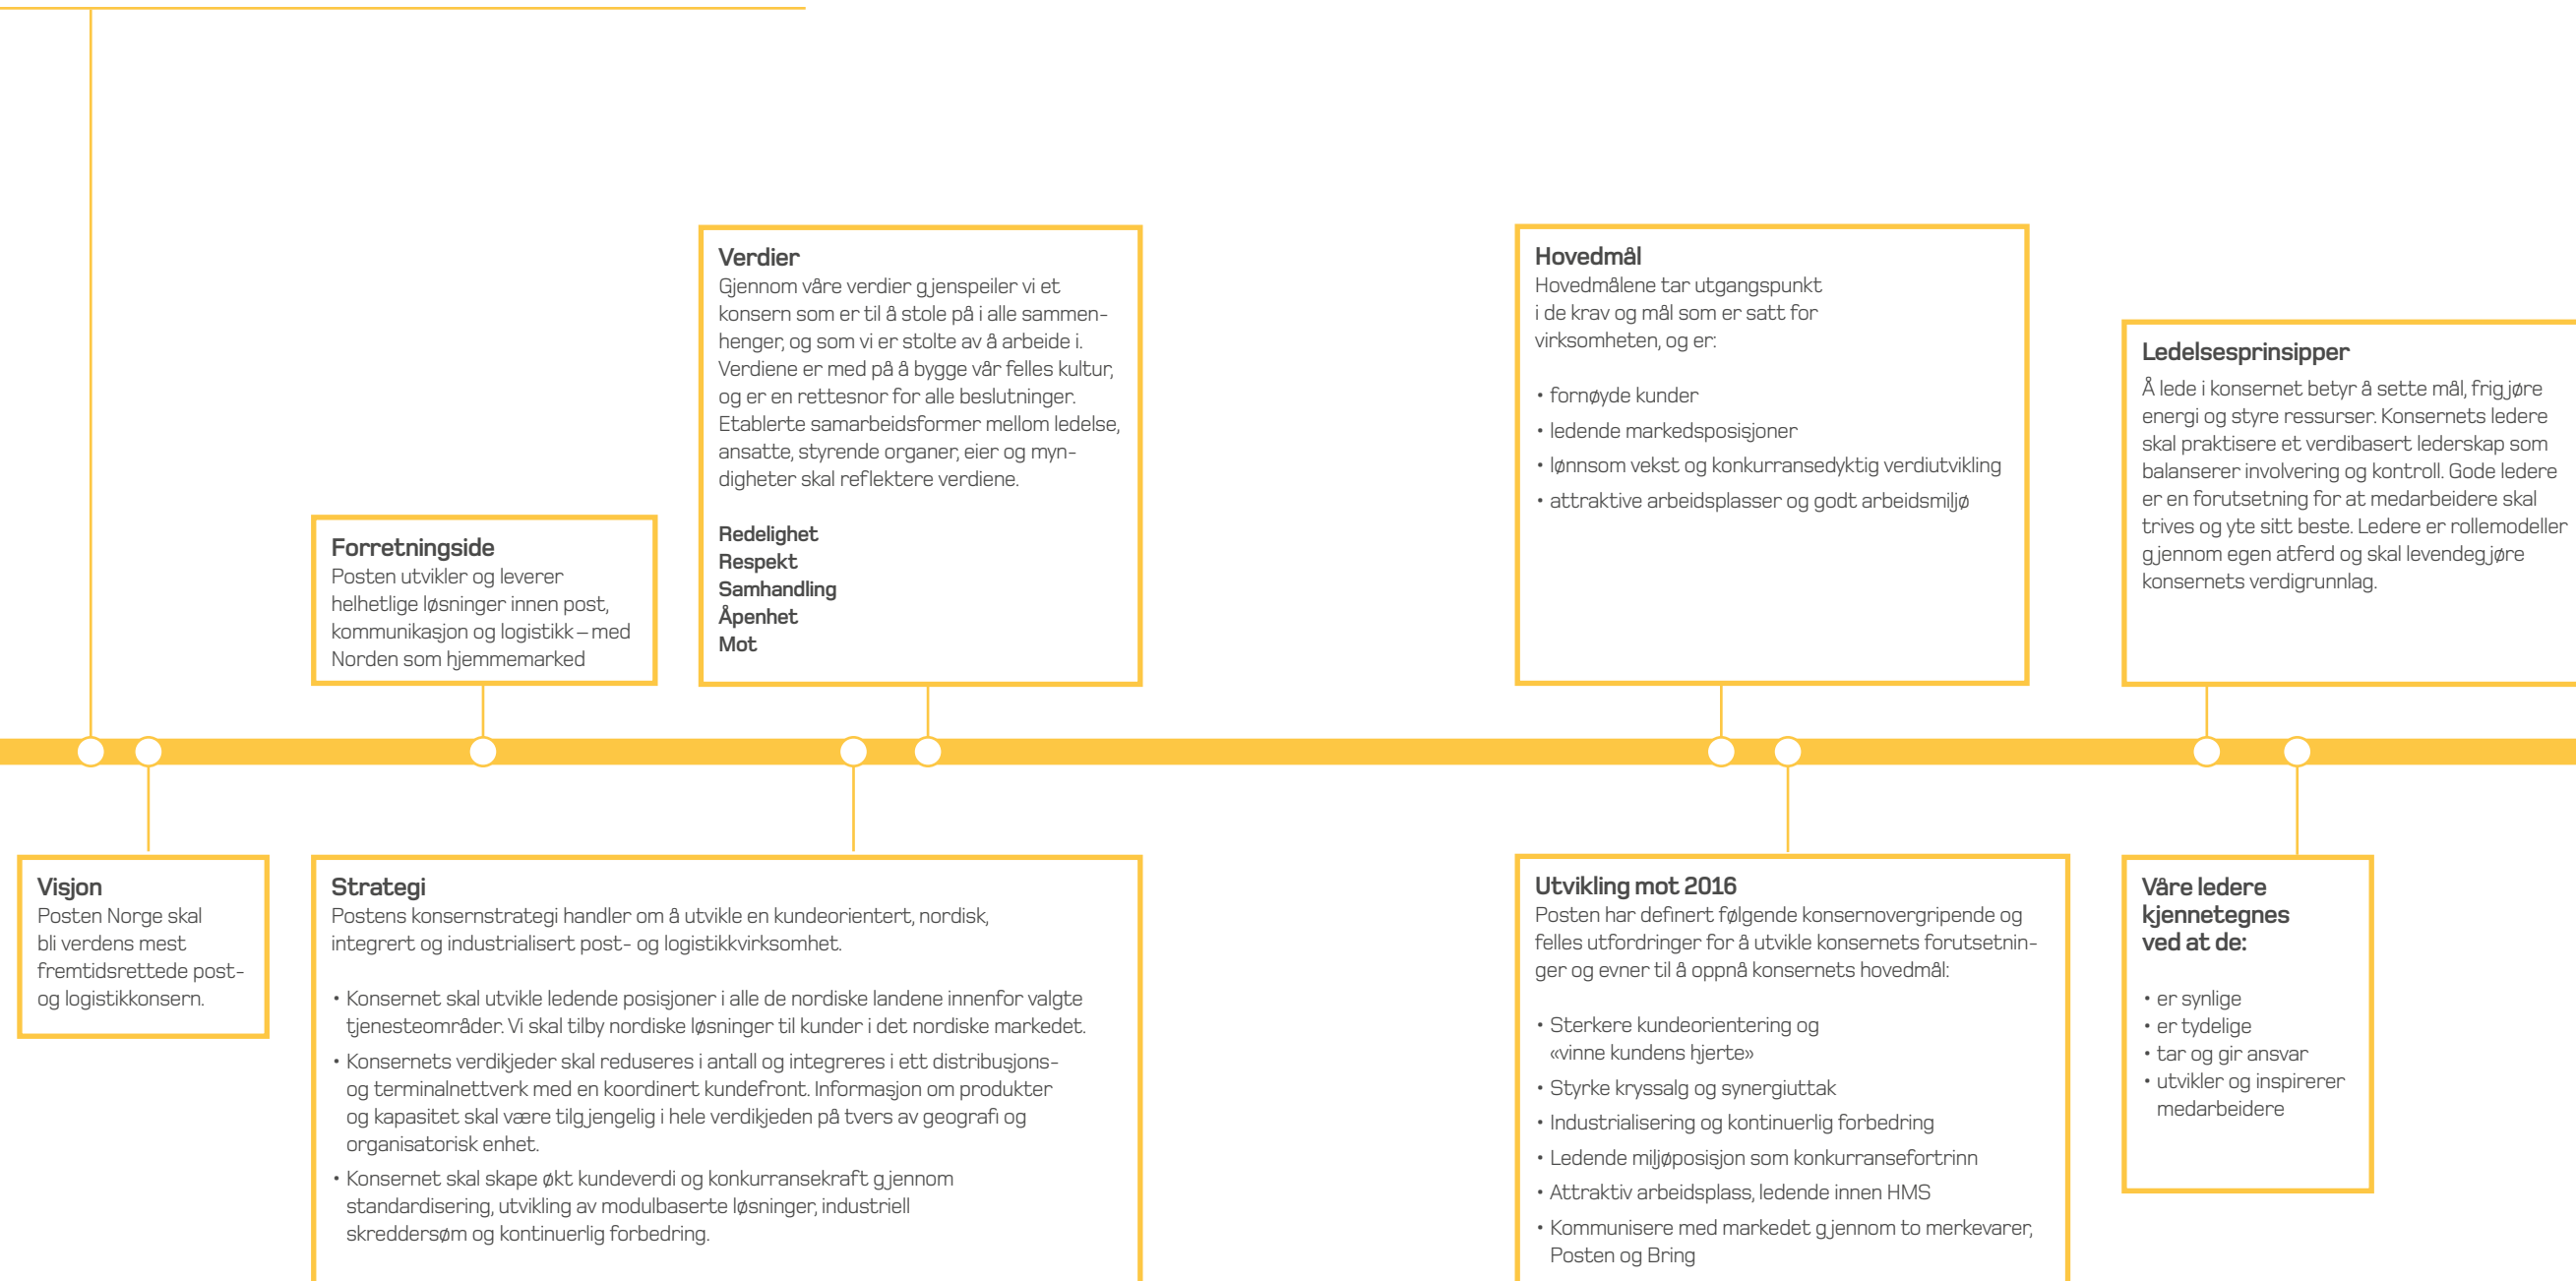 Verdier
Gjennom våre verdier gjenspeiler vi et
konsern som er til å stole på i alle sammen-
henger, og som vi er stolte av å arbeide i.
Verdiene er med på å bygge vår felles kultur,
og er en rettesnor for alle beslutninger.
Etablerte samarbeidsformer mellom ledelse,
ansatte, styrende organer, eier og myn-
digheter skal reflektere verdiene.
Redelighet
Respekt
Samhandling
Åpenhet
Mot
Hovedmål
Hovedmålene tar utgangspunkt
i de krav og mål som er satt for
virksomheten, og er:
• fornøyde kunder
• ledende markedsposisjoner
• lønnsom vekst og konkurransedyktig verdiutvikling
• attraktive arbeidsplasser og godt arbeidsmiljø
Ledelsesprinsipper
Å lede i konsernet betyr å sette mål, frigjøre
energi og styre ressurser. Konsernets ledere
skal praktisere et verdibasert lederskap som
balanserer involvering og kontroll. Gode ledere
er en forutsetning for at medarbeidere skal
trives og yte sitt beste. Ledere er rollemodeller
gjennom egen atferd og skal levendegjøre
konsernets verdigrunnlag.
Forretningside
Posten utvikler og leverer
helhetlige løsninger innen post,
kommunikasjon og logistikk – med
Norden som hjemmemarked
Visjon
Posten Norge skal
bli verdens mest
fremtidsrettede post-
og logistikkonsern.
Strategi
Postens konsernstrategi handler om å utvikle en kundeorientert, nordisk,
integrert og industrialisert post- og logistikkvirksomhet.
• Konsernet skal utvikle ledende posisjoner i alle de nordiske landene innenfor valgte
tjenesteområder. Vi skal tilby nordiske løsninger til kunder i det nordiske markedet.
• Konsernets verdikjeder skal reduseres i antall og integreres i ett distribusjons-
og terminalnettverk med en koordinert kundefront. Informasjon om produkter
og kapasitet skal være tilgjengelig i hele verdikjeden på tvers av geografi og
organisatorisk enhet.
• Konsernet skal skape økt kundeverdi og konkurransekraft gjennom
standardisering, utvikling av modulbaserte løsninger, industriell
skreddersøm og kontinuerlig forbedring.
Utvikling mot 2016
Posten har definert følgende konsernovergripende og
felles utfordringer for å utvikle konsernets forutsetnin-
ger og evner til å oppnå konsernets hovedmål:
• Sterkere kundeorientering og
«vinne kundens hjerte»
• Styrke kryssalg og synergiuttak
• Industrialisering og kontinuerlig forbedring
• Ledende miljøposisjon som konkurransefortrinn
• Attraktiv arbeidsplass, ledende innen HMS
• Kommunisere med markedet gjennom to merkevarer,
Posten og Bring
Våre ledere
kjennetegnes
ved at de:
• er synlige
• er tydelige
• tar og gir ansvar
• utvikler og inspirerer
medarbeidere